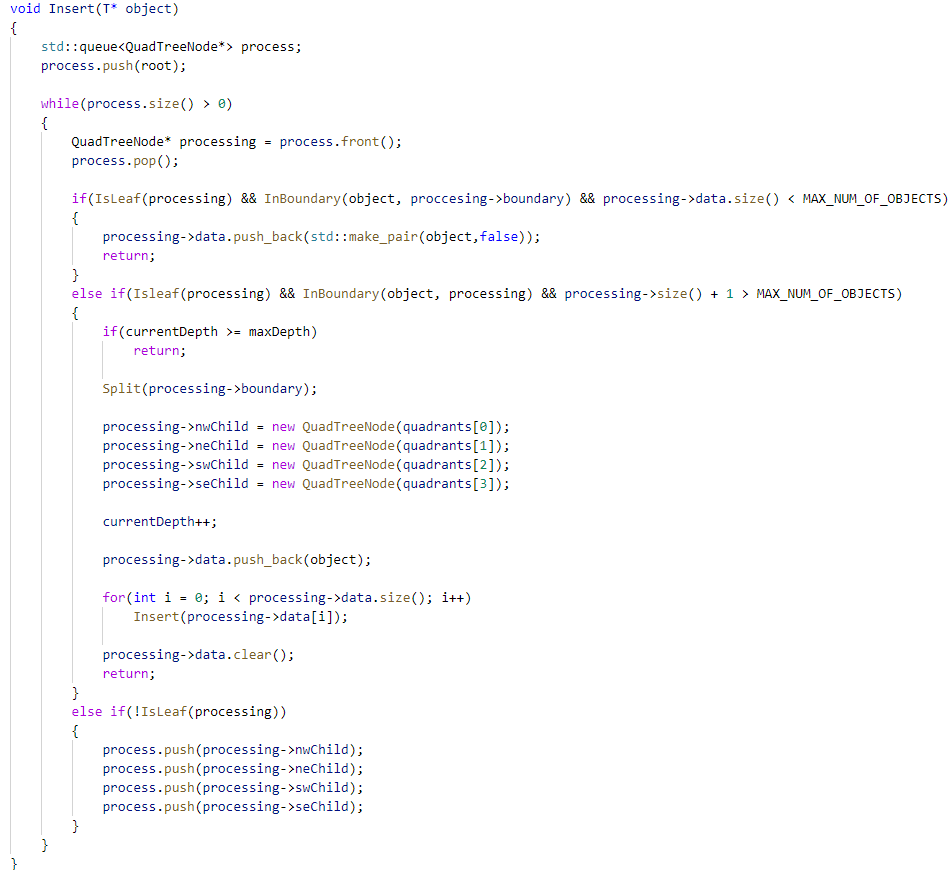 void Insert(T* object)
{
    std::queue<QuadTreeNode*> process;
    process.push(root);

    while(process.size() > 0)
    {
        QuadTreeNode* processing = process.front();
        process.pop();

        if(IsLeaf(processing) && InBoundary(object, proccesing->boundary) && processing->data.size() < MAX_NUM_OF_OBJECTS)
        {
            processing->data.push_back(std::make_pair(object,false));
            return;
        }
        else if(Isleaf(processing) && InBoundary(object, processing) && processing->size() + 1 > MAX_NUM_OF_OBJECTS)
        {
            if(currentDepth >= maxDepth)
                return;

            Split(processing->boundary);

            processing->nwChild = new QuadTreeNode(quadrants[0]);
            processing->neChild = new QuadTreeNode(quadrants[1]);
            processing->swChild = new QuadTreeNode(quadrants[2]);
            processing->seChild = new QuadTreeNode(quadrants[3]);

            currentDepth++;

            processing->data.push_back(object);

            for(int i = 0; i < processing->data.size(); i++)
                Insert(processing->data[i]);

            processing->data.clear();
            return;
        }
        else if(!IsLeaf(processing))
        {
            process.push(processing->nwChild);
            process.push(processing->neChild);
            process.push(processing->swChild);
            process.push(processing->seChild);
        }
    }
}